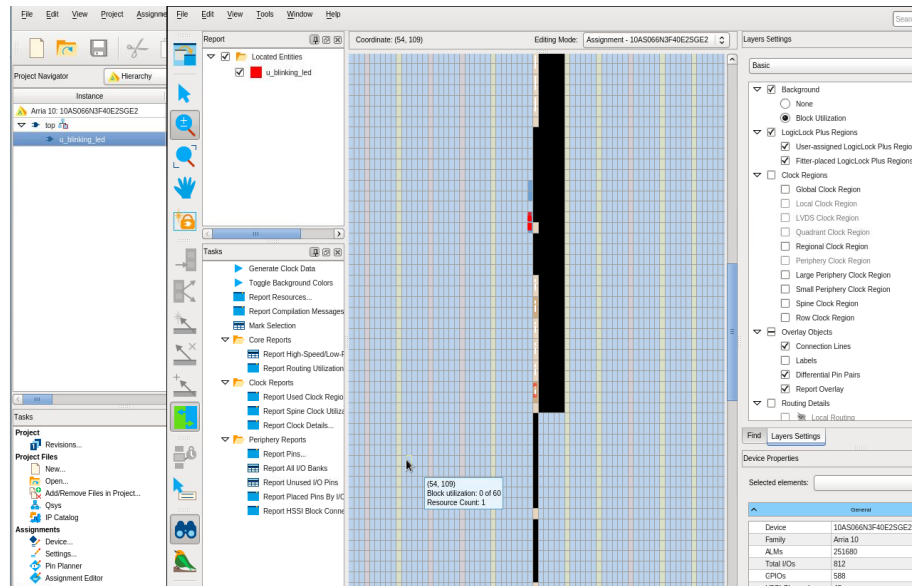 File Edit View Project Assignme
Project Navigator
Hierarchy
Instance
Arria 10: 10AS066N3F40E2SGE2
top
u_blinking_led
Tasks
Project
Revisions...
Project Files
New...
Open...
Add/Remove Files in Project...
Qsys
IP Catalog
Assignments
Device...
Settings...
Pin Planner
Assignment Editor
File Edit View Tools Window Help
Sear
Report
Located Entities
u_blinking_led
Tasks
Generate Clock Data
Toggle Background Colors
Report Resources...
Report Compilation Messages
Mark Selection
Core Reports
Report High-Speed/Low-P
Report Routing Utilization
Clock Reports
Report Used Clock Regio
Report Spine Clock Utiliza
Report Clock Details...
Periphery Reports
Report Pins...
Report All I/O Banks
Report Unused I/O Pins
Report Placed Pins By I/O
Report HSSI Block Conne
Coordinate: (54, 109)
Editing Mode: Assignment - 10AS066N3F40E2SGE2
(54, 109)
Block utilization: 0 of 60
Resource Count: 1
Layers Settings
Basic
Background
None
Block Utilization
LogicLock Plus Regions
User-assigned LogicLock Plus Regio
Fitter-placed LogicLock Plus Regions
Clock Regions
Global Clock Region
Local Clock Region
LVDS Clock Region
Quadrant Clock Region
Regional Clock Region
Periphery Clock Region
Large Periphery Clock Region
Small Periphery Clock Region
Spine Clock Region
Row Clock Region
Overlay Objects
Connection Lines
Labels
Differential Pin Pairs
Report Overlay
Routing Details
Local Routing
Find Layers Settings
Device Properties
Selected elements:
General
Device 10AS066N3F40E2SGE2
Family Arria 10
ALMs 251680
Total I/Os 812
GPIOs 588